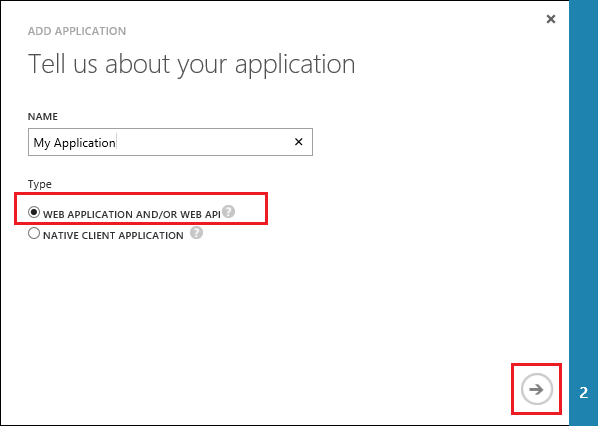 ADD APPLICATION
Tell us about your application
NAME
My Application
Type
WEB APPLICATION AND/OR WEB API ?
NATIVE CLIENT APPLICATION ?
2